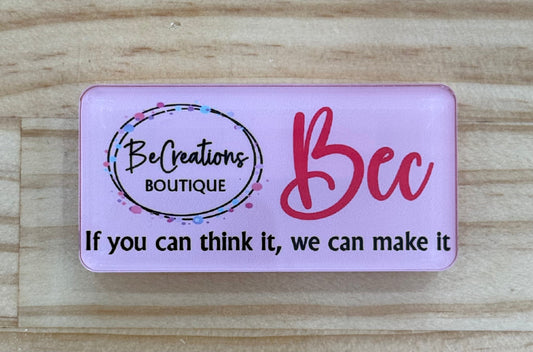 BeCreations
BOUTIQUE
Bec
If you can think it, we can make it